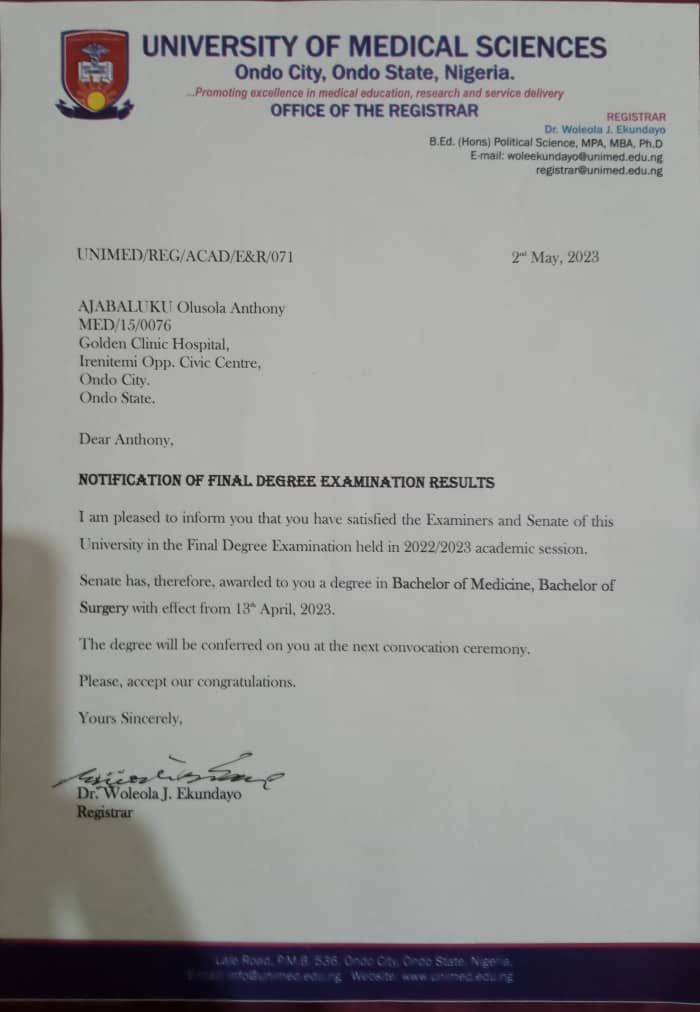 UNIVERSITY OF MEDICAL SCIENCES
Ondo City, Ondo State, Nigeria.
...Promoting excellence in medical education, research and service delivery
OFFICE OF THE REGISTRAR
REGISTRAR
Dr. Woleola J. Ekundayo
B.Ed. (Hons) Political Science, MPA, MBA, Ph.D
E-mail: woleekundayo@unimed.edu.ng
registrar@unimed.edu.ng
UNIMED/REG/ACAD/E&R/071 2nd May, 2023
AJABALUKU Olusola Anthony
MED/15/0076
Golden Clinic Hospital,
Irenitemi Opp. Civic Centre,
Ondo City.
Ondo State.
Dear Anthony,
NOTIFICATION OF FINAL DEGREE EXAMINATION RESULTS
I am pleased to inform you that you have satisfied the Examiners and Senate of this
University in the Final Degree Examination held in 2022/2023 academic session.
Senate has, therefore, awarded to you a degree in Bachelor of Medicine, Bachelor of
Surgery with effect from 13th April, 2023.
The degree will be conferred on you at the next convocation ceremony.
Please, accept our congratulations.
Yours Sincerely,
Dr. Woleola J. Ekundayo
Registrar
Laje Road, P.M.B. 536, Ondo City, Ondo State, Nigeria.
E-mail: info@unimed.edu.ng Website: www.unimed.edu.ng